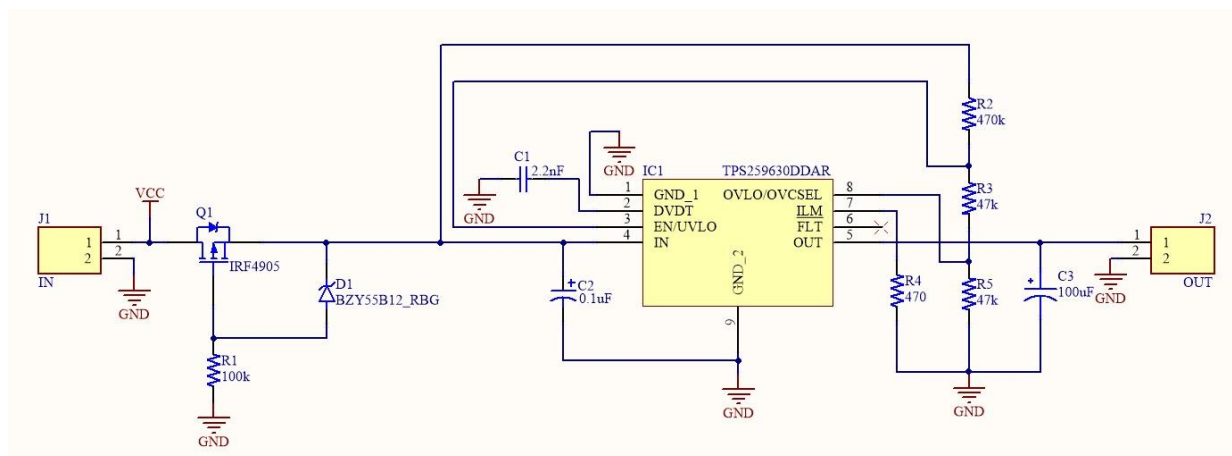 R2
470k
C1
2.2nF
GND
IC1
TPS259630DDAR
R3
47k
VCC
GND
1
GND_1
OVLO/OVCSEL
8
2
DVDT
ILM
7
3
EN/UVLO
FLT
6
4
IN
OUT
5
GND_2
9
J1
1
1
2
2
IN
Q1
IRF4905
GND
D1
BZY55B12_RBG
C2
0.1uF
R4
470
R5
47k
C3
100uF
J2
1
1
2
2
OUT
GND
R1
100k
GND
GND
GND